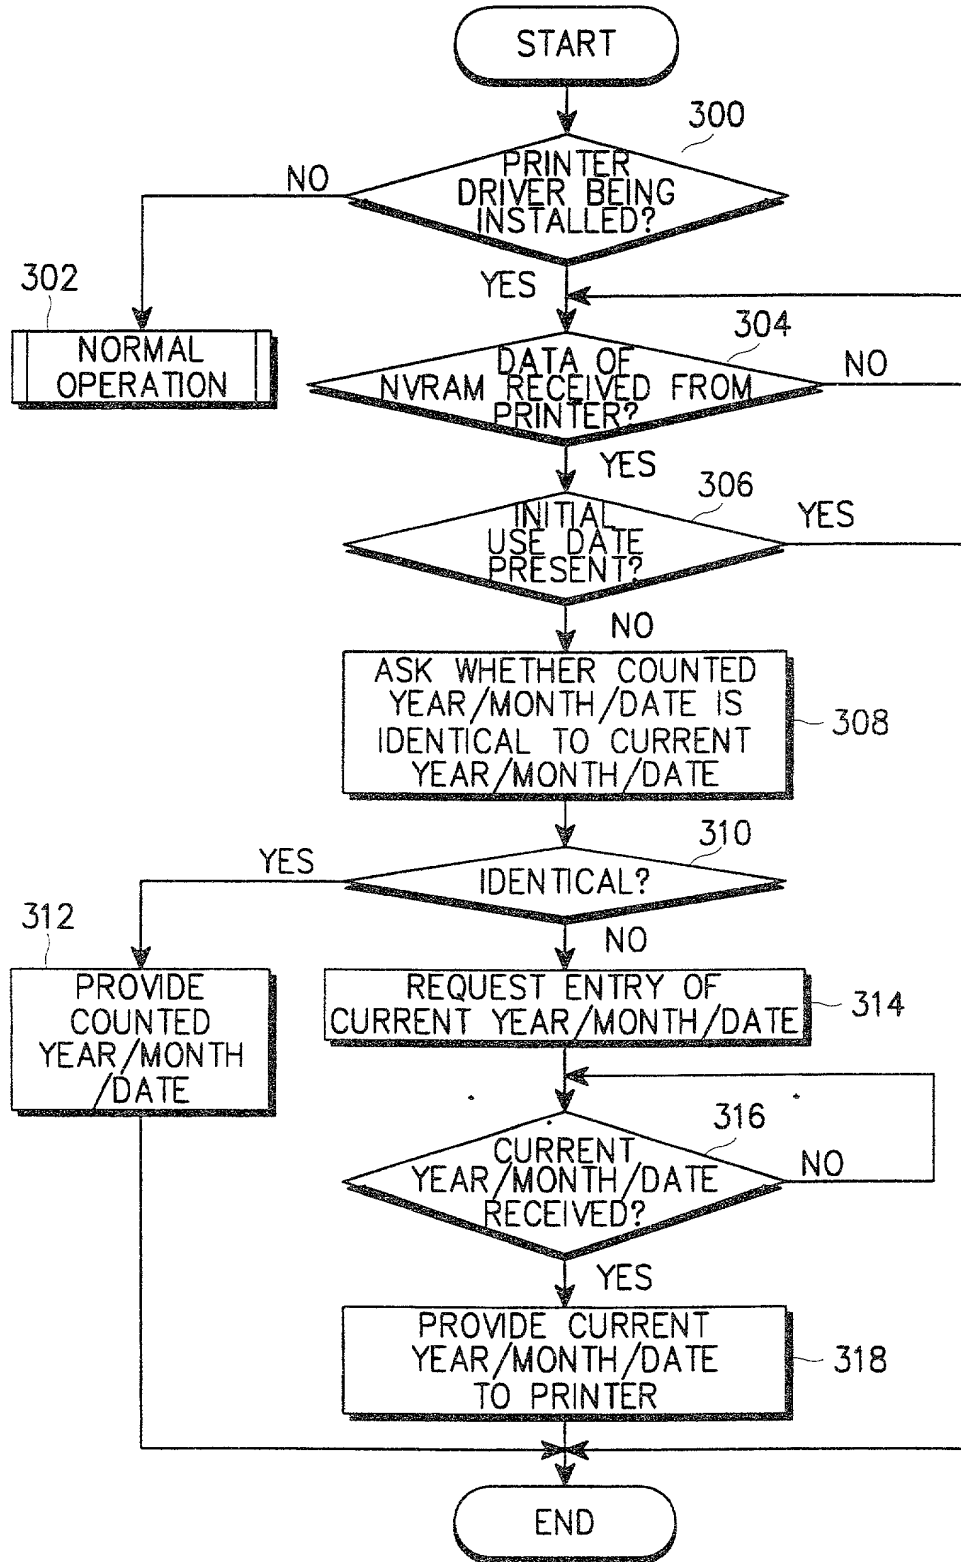 START
300
PRINTER
DRIVER BEING
INSTALLED?
NO
YES
302
NORMAL
OPERATION
304
DATA OF
NVRAM RECEIVED FROM
PRINTER?
NO
YES
306
INITIAL
USE DATE
PRESENT?
YES
NO
ASK WHETHER COUNTED
YEAR/MONTH/DATE IS
IDENTICAL TO CURRENT
YEAR/MONTH/DATE
308
310
IDENTICAL?
YES
NO
312
PROVIDE
COUNTED
YEAR/MONTH
/DATE
REQUEST ENTRY OF
CURRENT YEAR/MONTH/DATE
314
316
CURRENT
YEAR/MONTH/DATE
RECEIVED?
NO
YES
PROVIDE CURRENT
YEAR/MONTH/DATE
TO PRINTER
318
END